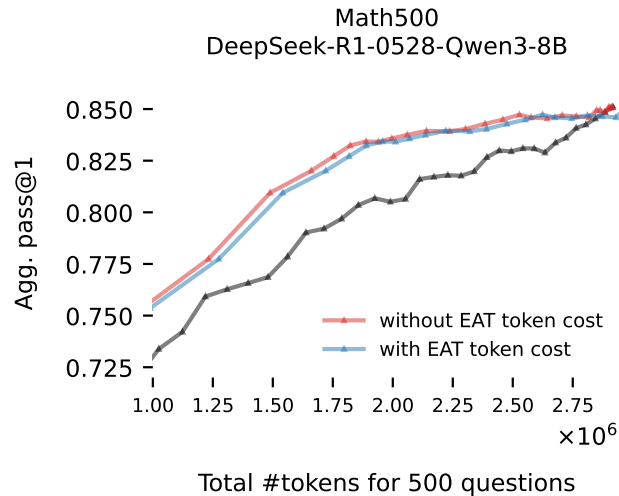 Math500
DeepSeek-R1-0528-Qwen3-8B
Agg. pass@1
0.850
0.825
0.800
0.775
0.750
0.725
without EAT token cost
with EAT token cost
1.00 1.25 1.50 1.75 2.00 2.25 2.50 2.75
×10⁶
Total #tokens for 500 questions